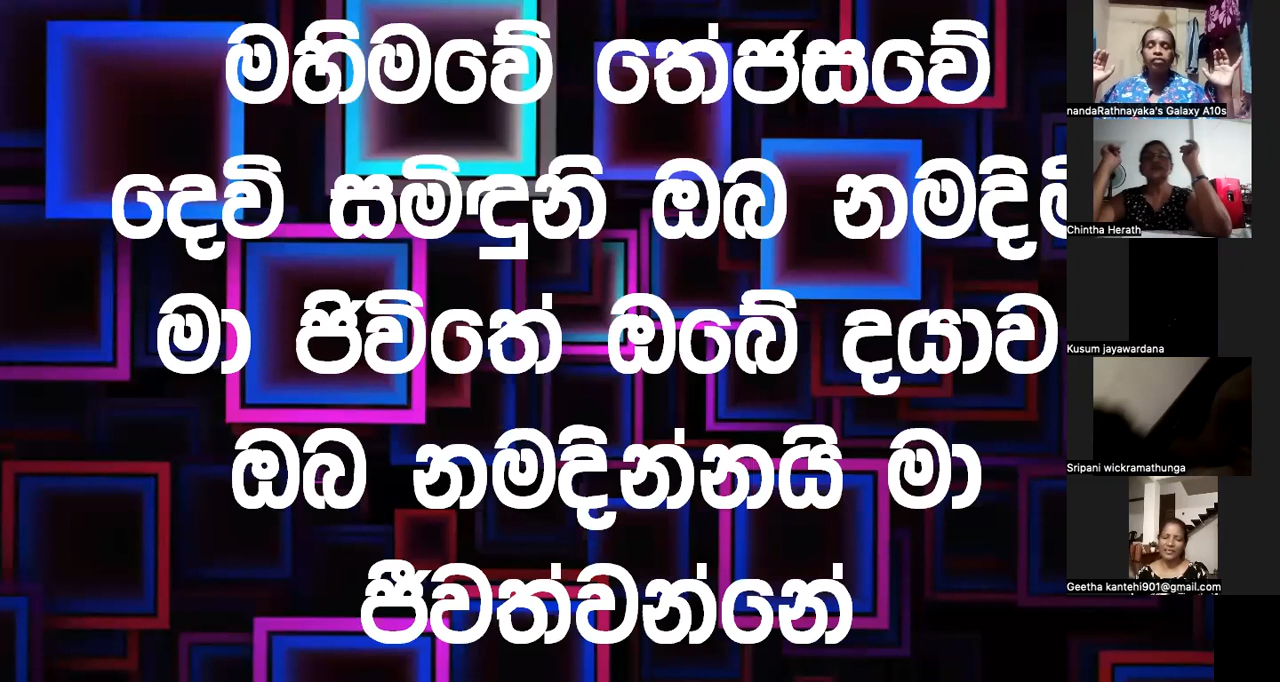 මහිමවේ තේජසවේ
දෙවි සමිඳුනි ඔබ නමදිමි
මා ජිවිතේ ඔබේ දයාව
ඔබ නමදින්නයි මා
ජීවත්වන්නේ
nandaRathnayaka's Galaxy A10s
Chintha Herath
Kusum jayawardana
Sripani wickramathunga
Geetha kantehi901@gmail.com